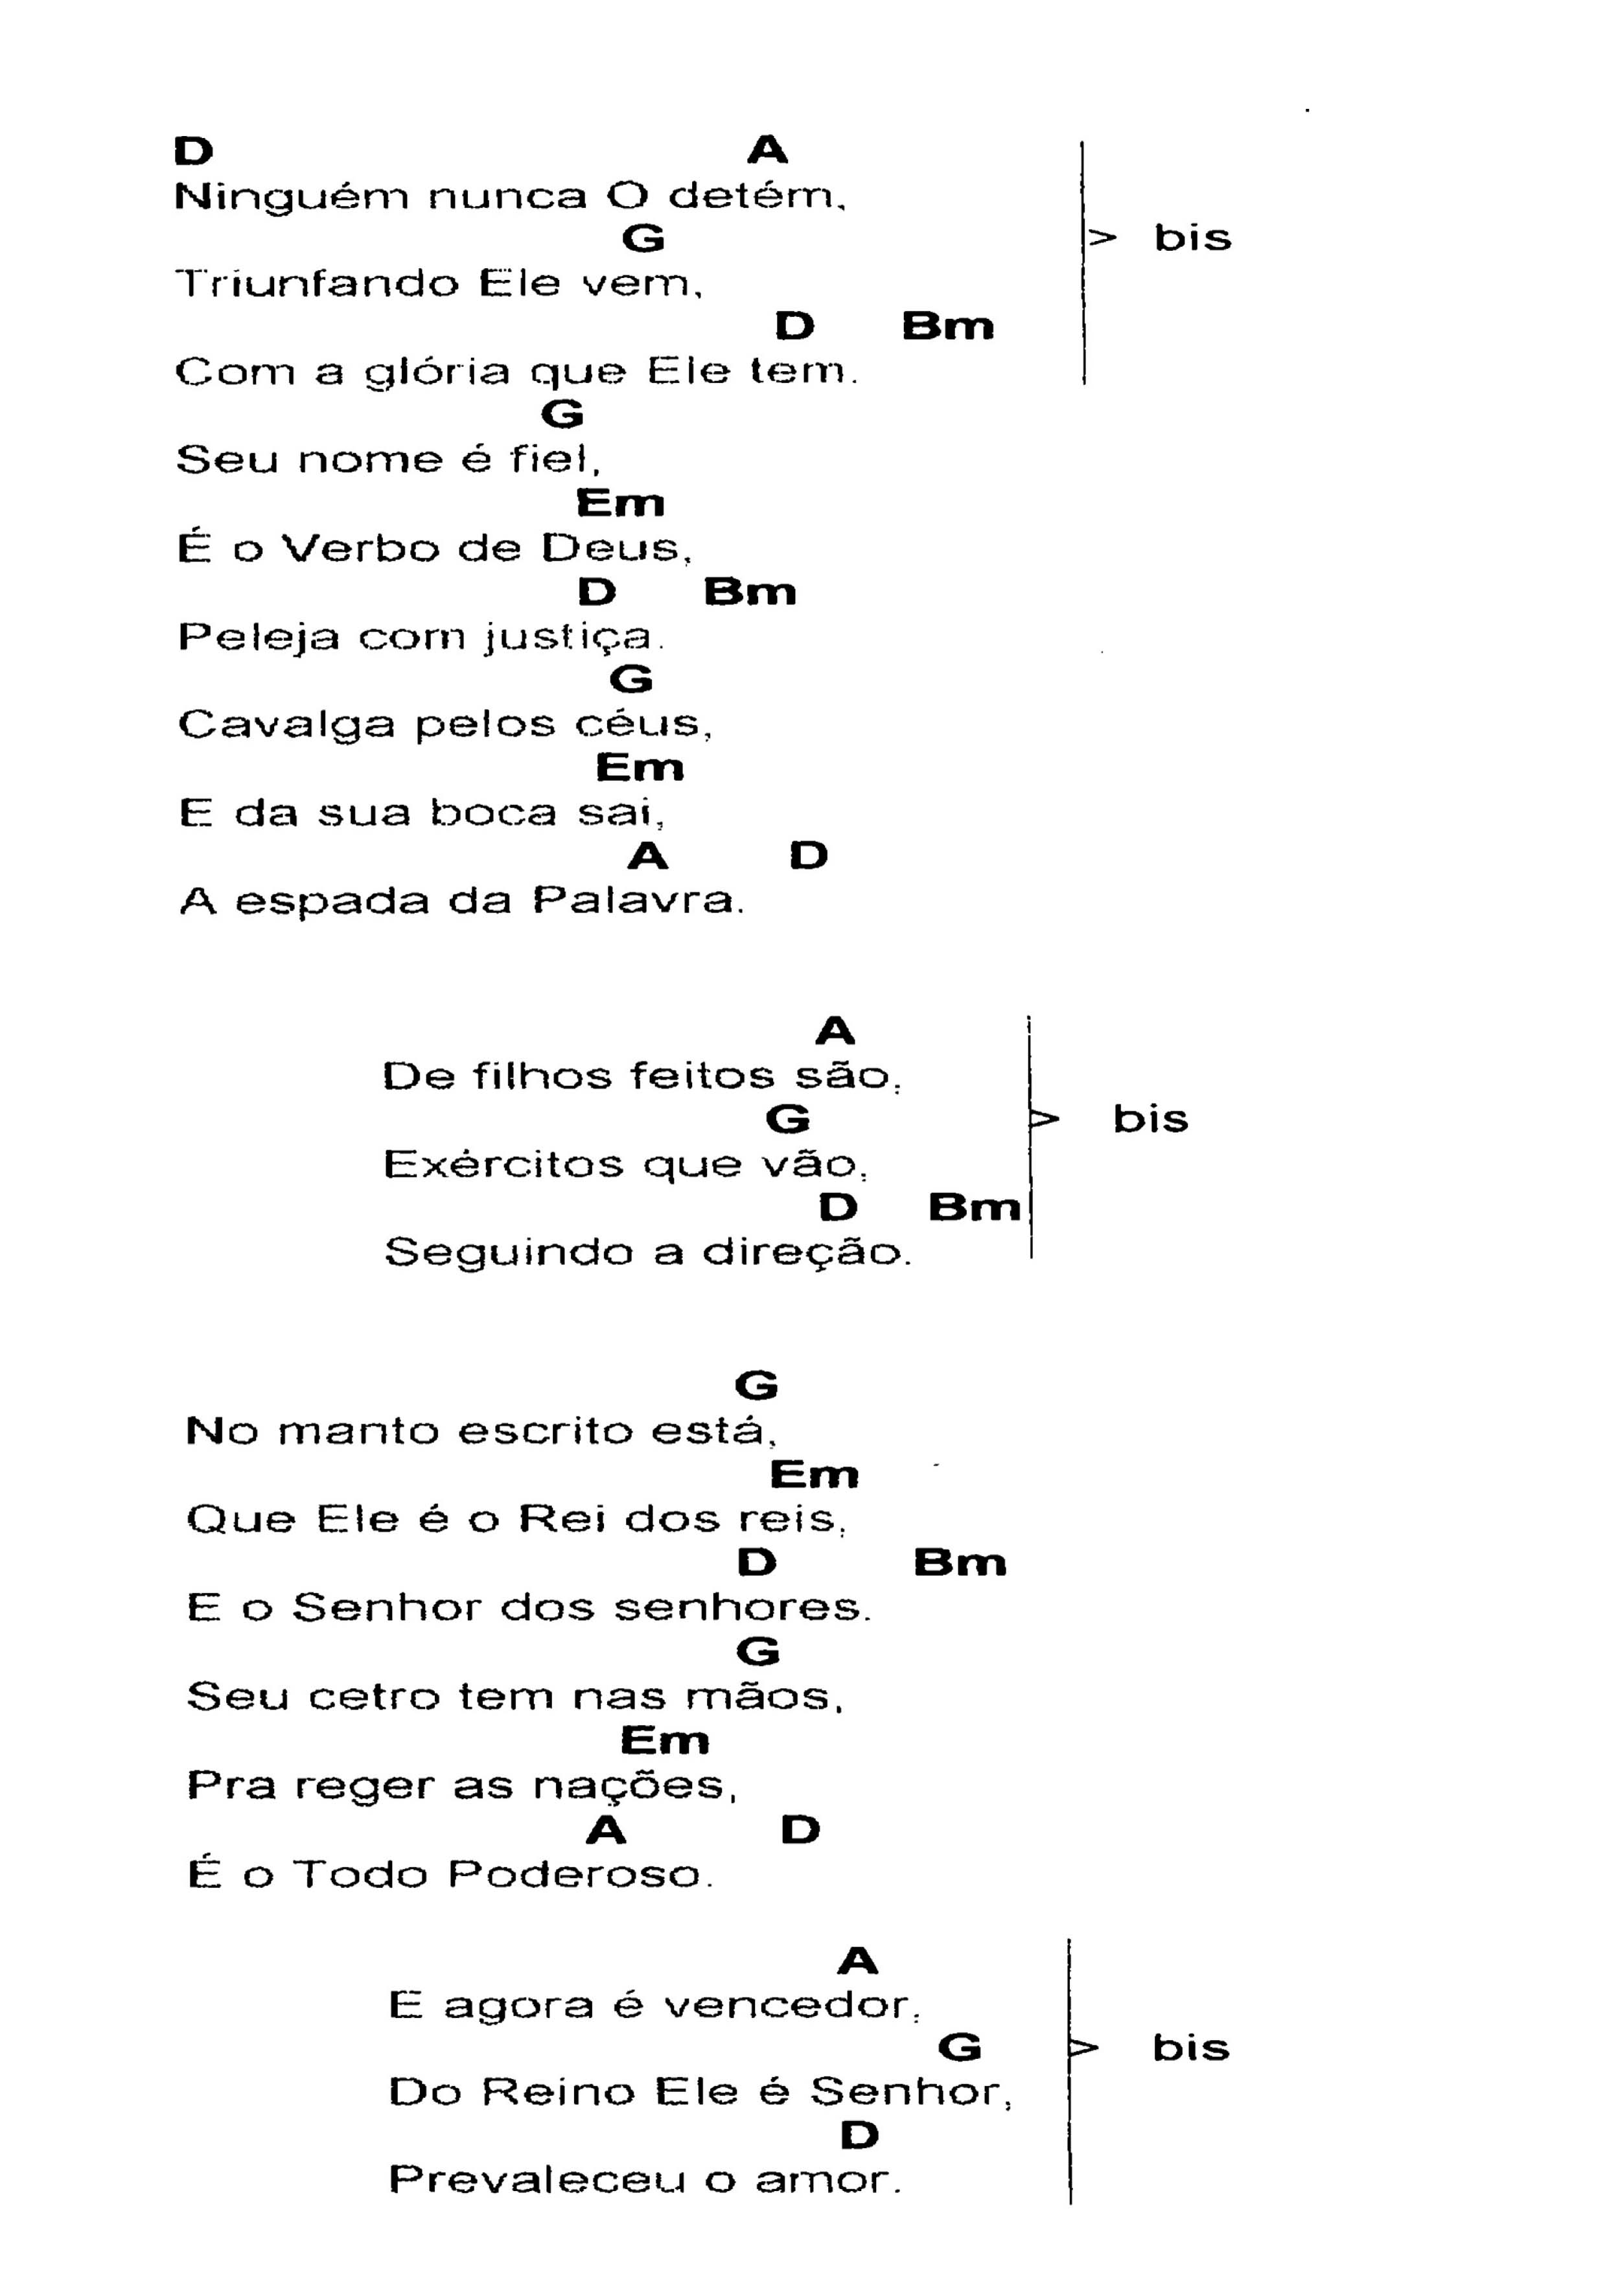 D A
Ninguém nunca O detém,
G
> bis
Triunfando Ele vem,
D Bm
Com a glória que Ele tem.
G
Seu nome é fiel,
Em
É o Verbo de Deus,
D Bm
Peleja com justiça.
G
Cavalga pelos céus,
Em
E da sua boca sai,
A D
A espada da Palavra.
A
De filhos feitos são,
G
> bis
Exércitos que vão,
D Bm
Seguindo a direção.
G
No manto escrito está,
Em
Que Ele é o Rei dos reis,
D Bm
E o Senhor dos senhores.
G
Seu cetro tem nas mãos,
Em
Pra reger as nações,
A D
É o Todo Poderoso.
A
E agora é vencedor,
G
> bis
Do Reino Ele é Senhor,
D
Prevaleceu o amor.